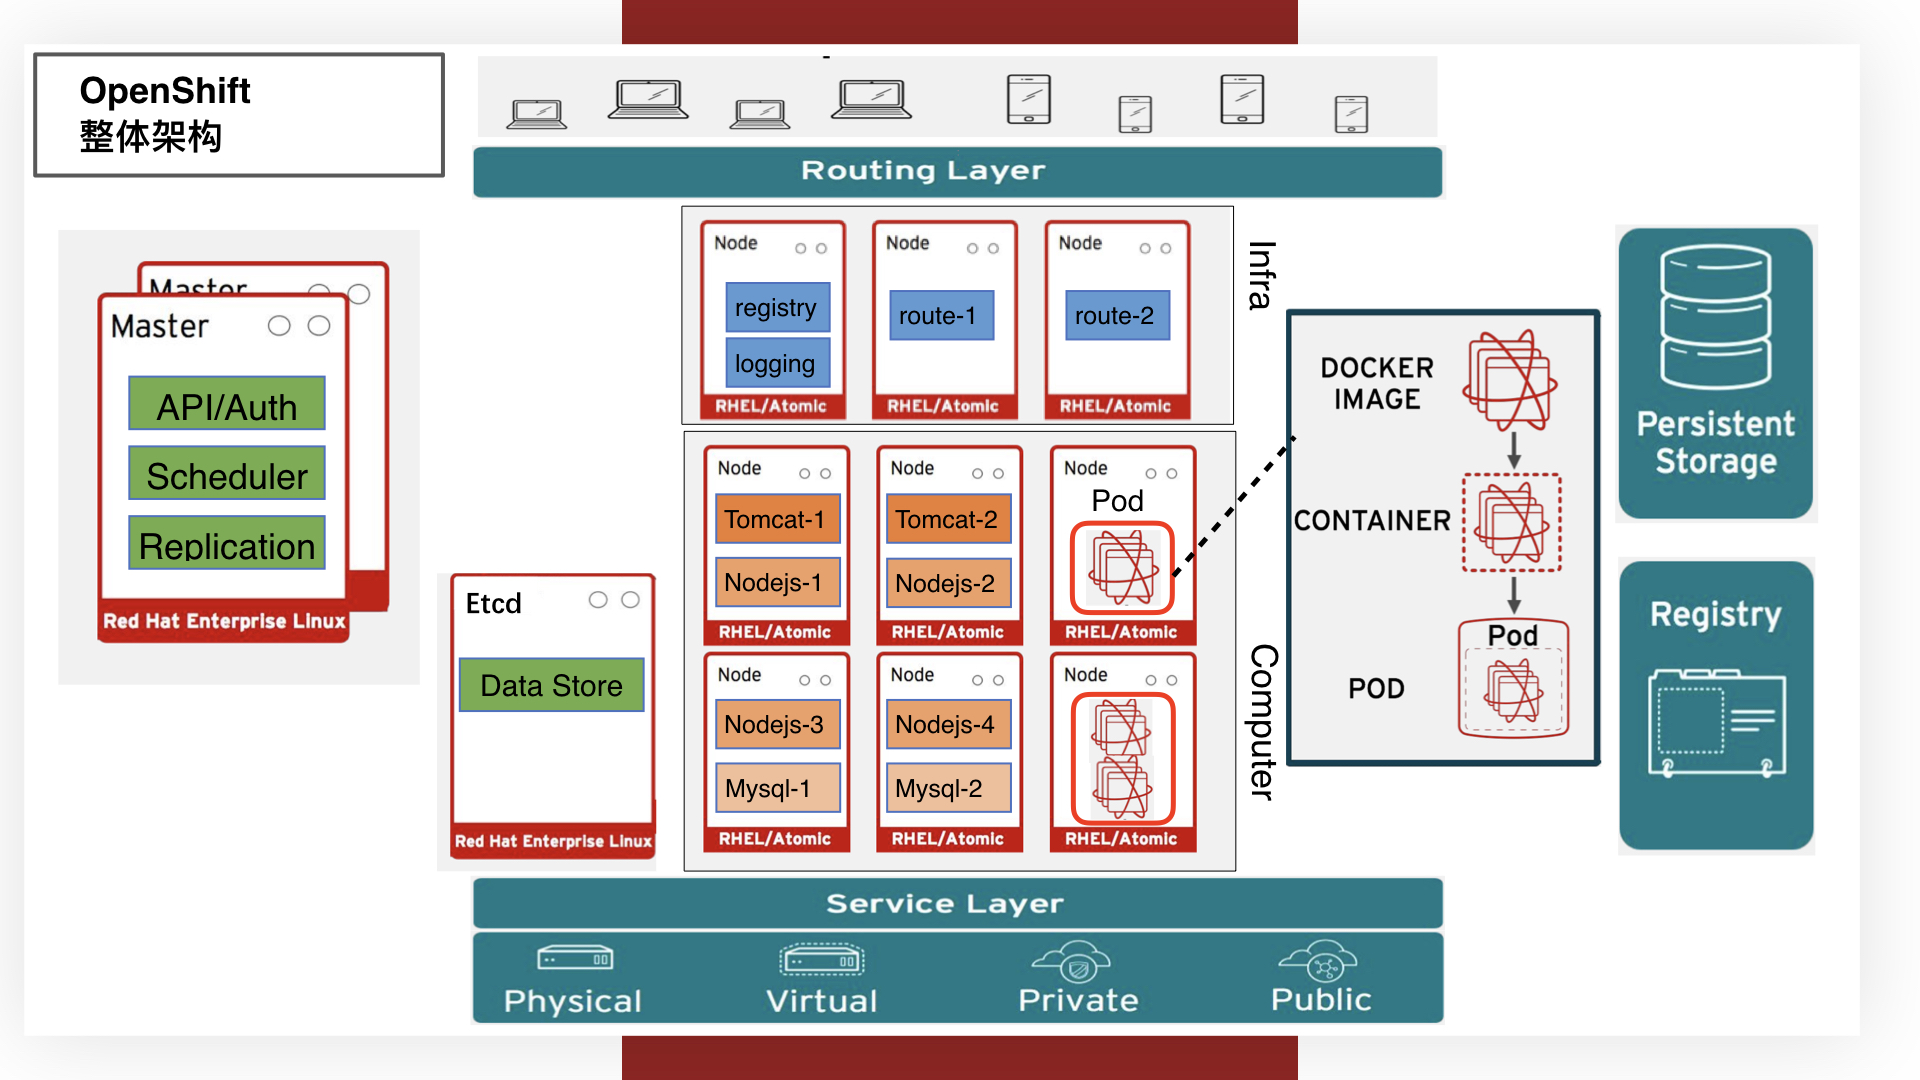 OpenShift
整体架构
Routing Layer
Master
Master
API/Auth
Scheduler
Replication
Red Hat Enterprise Linux
Etcd
Data Store
Red Hat Enterprise Linux
Infra
Node
registry
logging
RHEL/Atomic
Node
route-1
RHEL/Atomic
Node
route-2
RHEL/Atomic
Computer
Node
Tomcat-1
Nodejs-1
RHEL/Atomic
Node
Tomcat-2
Nodejs-2
RHEL/Atomic
Node
Pod
RHEL/Atomic
Node
Nodejs-3
Mysql-1
RHEL/Atomic
Node
Nodejs-4
Mysql-2
RHEL/Atomic
Node
RHEL/Atomic
DOCKER
IMAGE
CONTAINER
Pod
POD
Persistent
Storage
Registry
Service Layer
Physical
Virtual
Private
Public